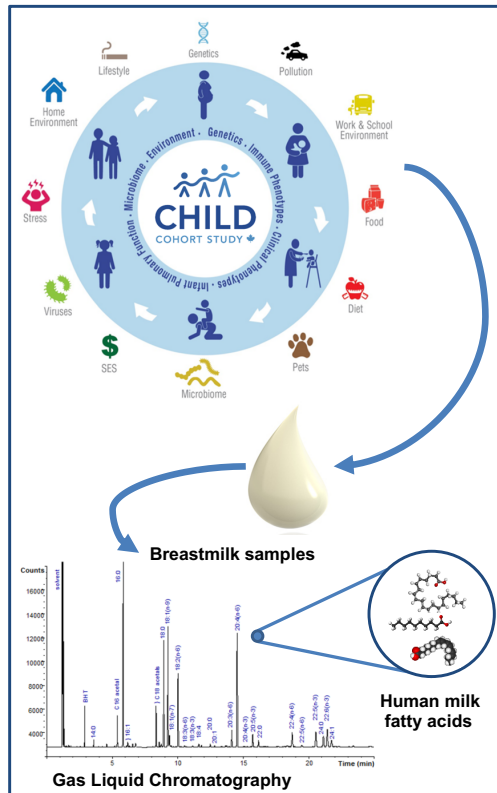 Genetics
Lifestyle
Pollution
Home
Environment
Work & School
Environment
Stress
Food
Viruses
Diet
SES
Pets
Microbiome
Microbiome · Environment · Genetics · Immune Phenotypes · Clinical Phenotypes · Infant Pulmonary Function ·
CHILD
COHORT STUDY
$
Breastmilk samples
Counts
16000
14000
12000
10000
8000
6000
4000
solvent
BHT
14:0
C16 acetal
16:0
} 16:1
} C18 acetals
18:0
18:1(n-9)
18:1(n-7)
18:2(n-6)
18:3(n-6)
18:3(n-3)
18:4
20:0
20:1
20:3(n-6)
20:4(n-6)
20:4(n-3)
20:5(n-3)
22:0
22:4(n-6)
22:5(n-6)
22:5(n-3)
24:0
22:6(n-3)
24:1
0
5
10
15
20
Time (min)
Human milk
fatty acids
Gas Liquid Chromatography